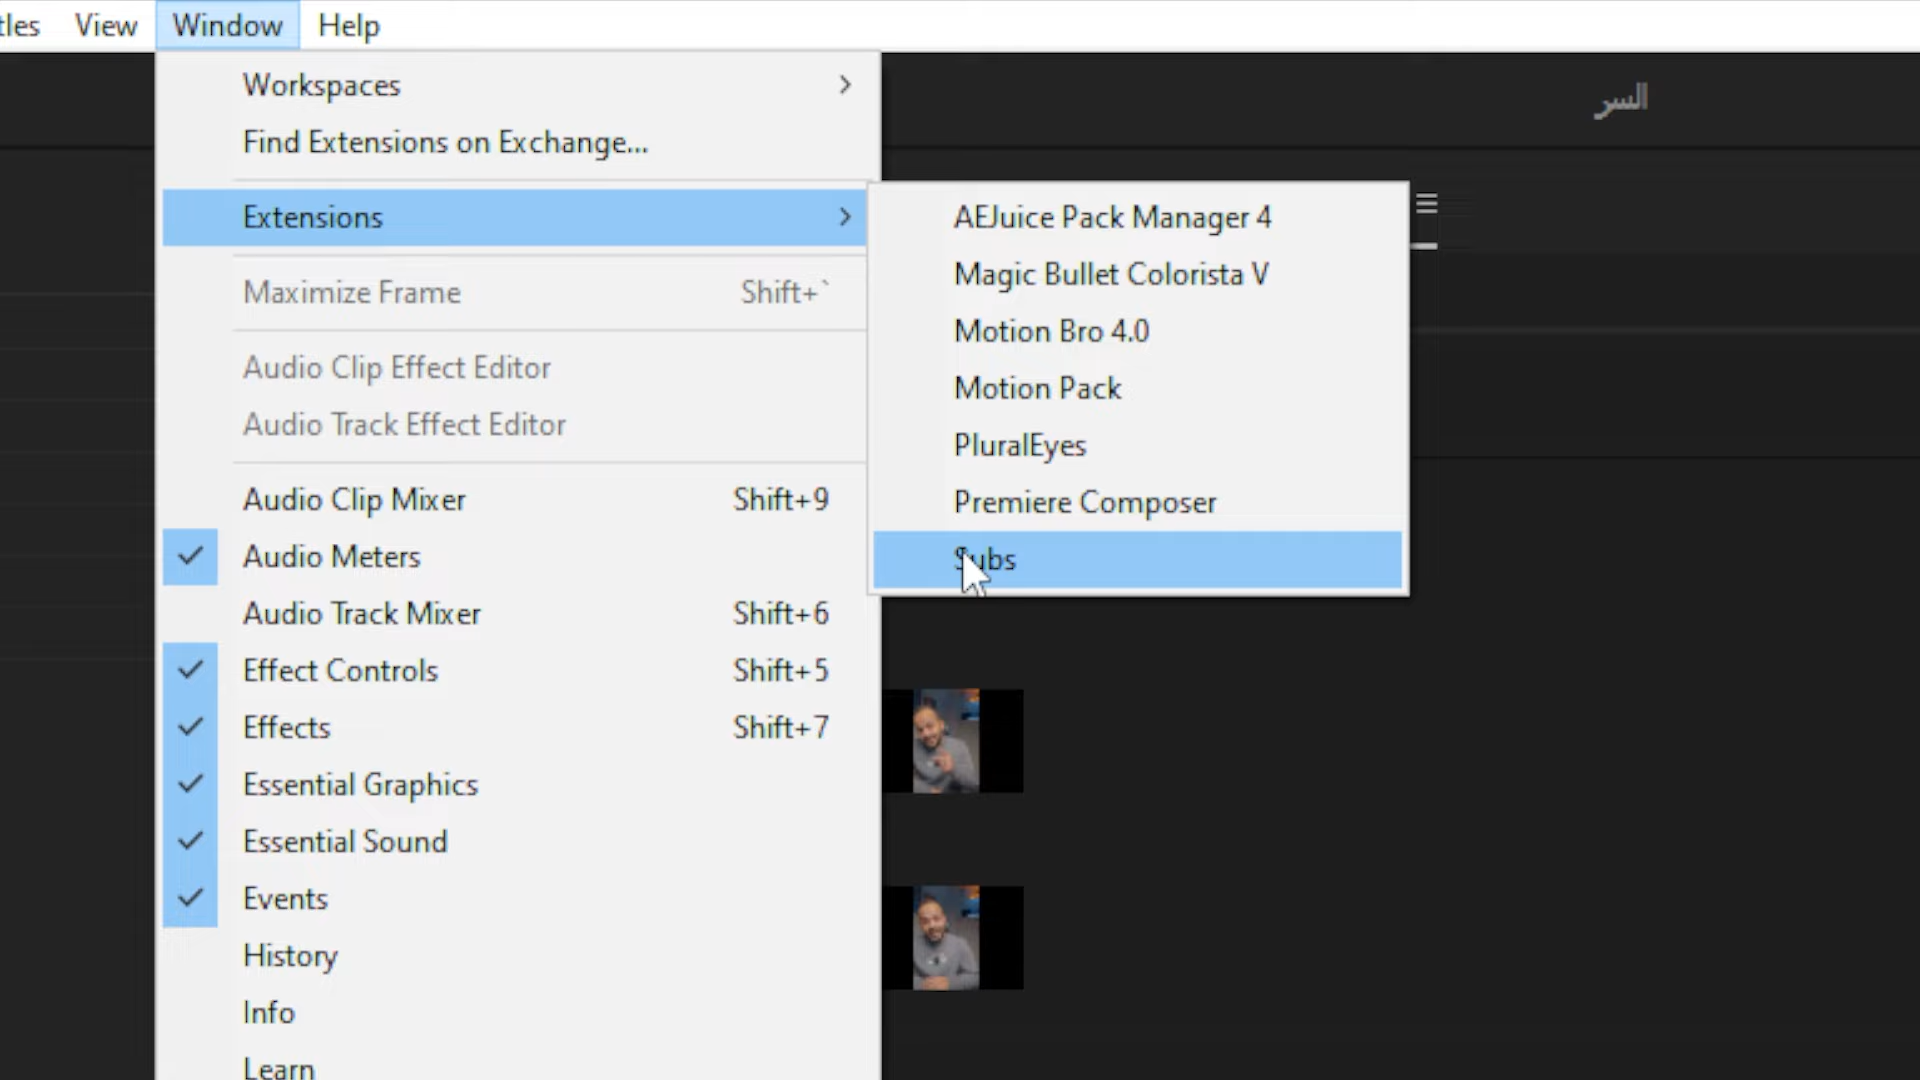 View Window Help
Workspaces
Find Extensions on Exchange...
السر
Extensions
Maximize Frame Shift+`
Audio Clip Effect Editor
Audio Track Effect Editor
Audio Clip Mixer Shift+9
Audio Meters
Audio Track Mixer Shift+6
Effect Controls Shift+5
Effects Shift+7
Essential Graphics
Essential Sound
Events
History
Info
Learn
AEJuice Pack Manager 4
Magic Bullet Colorista V
Motion Bro 4.0
Motion Pack
PluralEyes
Premiere Composer
Subs